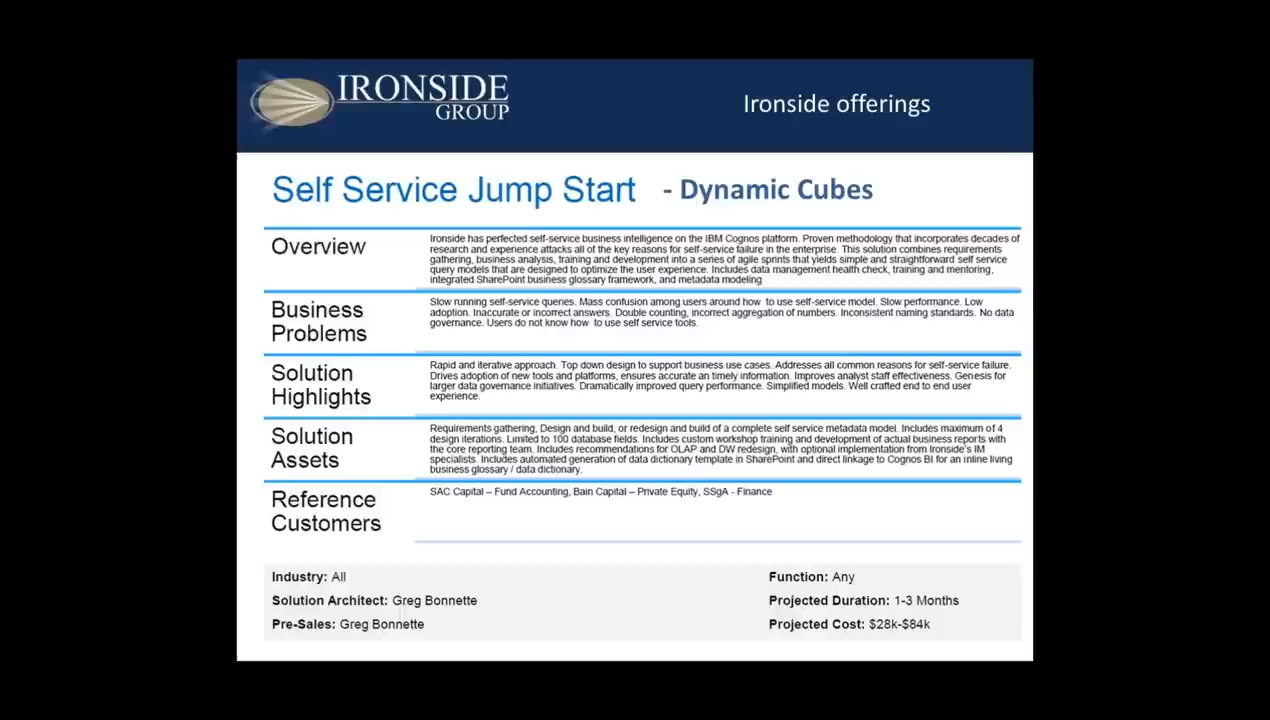 IRONSIDE
GROUP
Ironside offerings
Self Service Jump Start - Dynamic Cubes
Overview
Ironside has perfected self-service business intelligence on the IBM Cognos platform. Proven methodology that incorporates decades of
research and experience attacks all of the key reasons for self-service failure in the enterprise. This solution combines requirements
gathering, business analysis, training and development into a series of agile sprints that yields simple and straightforward self service
query models that are designed to optimize the user experience. Includes data management health check, training and mentoring,
integrated SharePoint business glossary framework, and metadata modeling
Business
Problems
Slow running self-service queries. Mass confusion among users around how to use self-service model. Slow performance. Low
adoption. Inaccurate or incorrect answers. Double counting, incorrect aggregation of numbers. Inconsistent naming standards. No data
governance. Users do not know how to use self service tools.
Solution
Highlights
Rapid and iterative approach. Top down design to support business use cases. Addresses all common reasons for self-service failure.
Drives adoption of new tools and platforms, ensures accurate an timely information. Improves analyst staff effectiveness. Genesis for
larger data governance initiatives. Dramatically improved query performance. Simplified models. Well crafted end to end user
experience.
Solution
Assets
Requirements gathering, Design and build, or redesign and build of a complete self service metadata model. Includes maximum of 4
design iterations. Limited to 100 database fields. Includes custom workshop training and development of actual business reports with
the core reporting team. Includes recommendations for OLAP and DW redesign, with optional implementation from Ironside's IM
specialists. Includes automated generation of data dictionary template in SharePoint and direct linkage to Cognos BI for an inline living
business glossary / data dictionary.
Reference
Customers
SAC Capital – Fund Accounting, Bain Capital – Private Equity, SSgA - Finance
Industry: All
Solution Architect: Greg Bonnette
Pre-Sales: Greg Bonnette
Function: Any
Projected Duration: 1-3 Months
Projected Cost: $28k-$84k